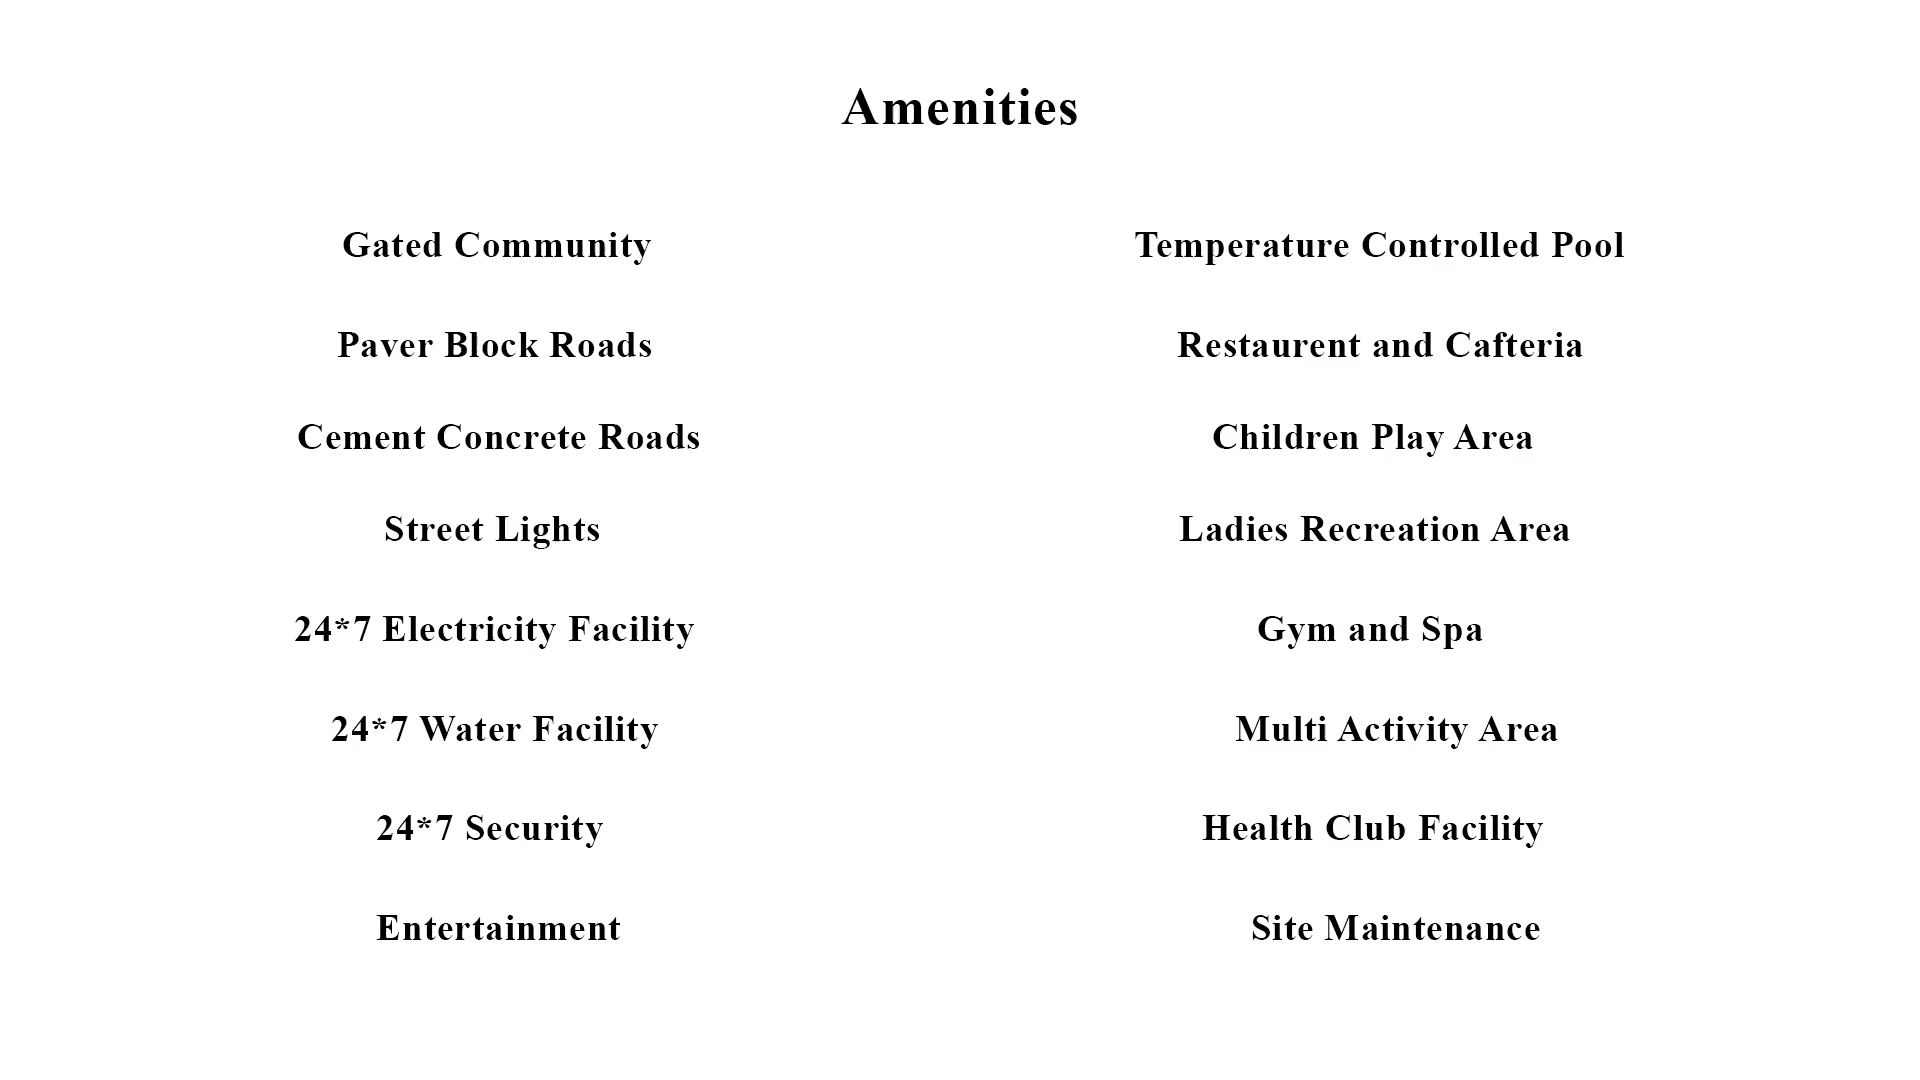 Amenities
Gated Community
Paver Block Roads
Cement Concrete Roads
Street Lights
24*7 Electricity Facility
24*7 Water Facility
24*7 Security
Entertainment
Temperature Controlled Pool
Restaurent and Cafteria
Children Play Area
Ladies Recreation Area
Gym and Spa
Multi Activity Area
Health Club Facility
Site Maintenance